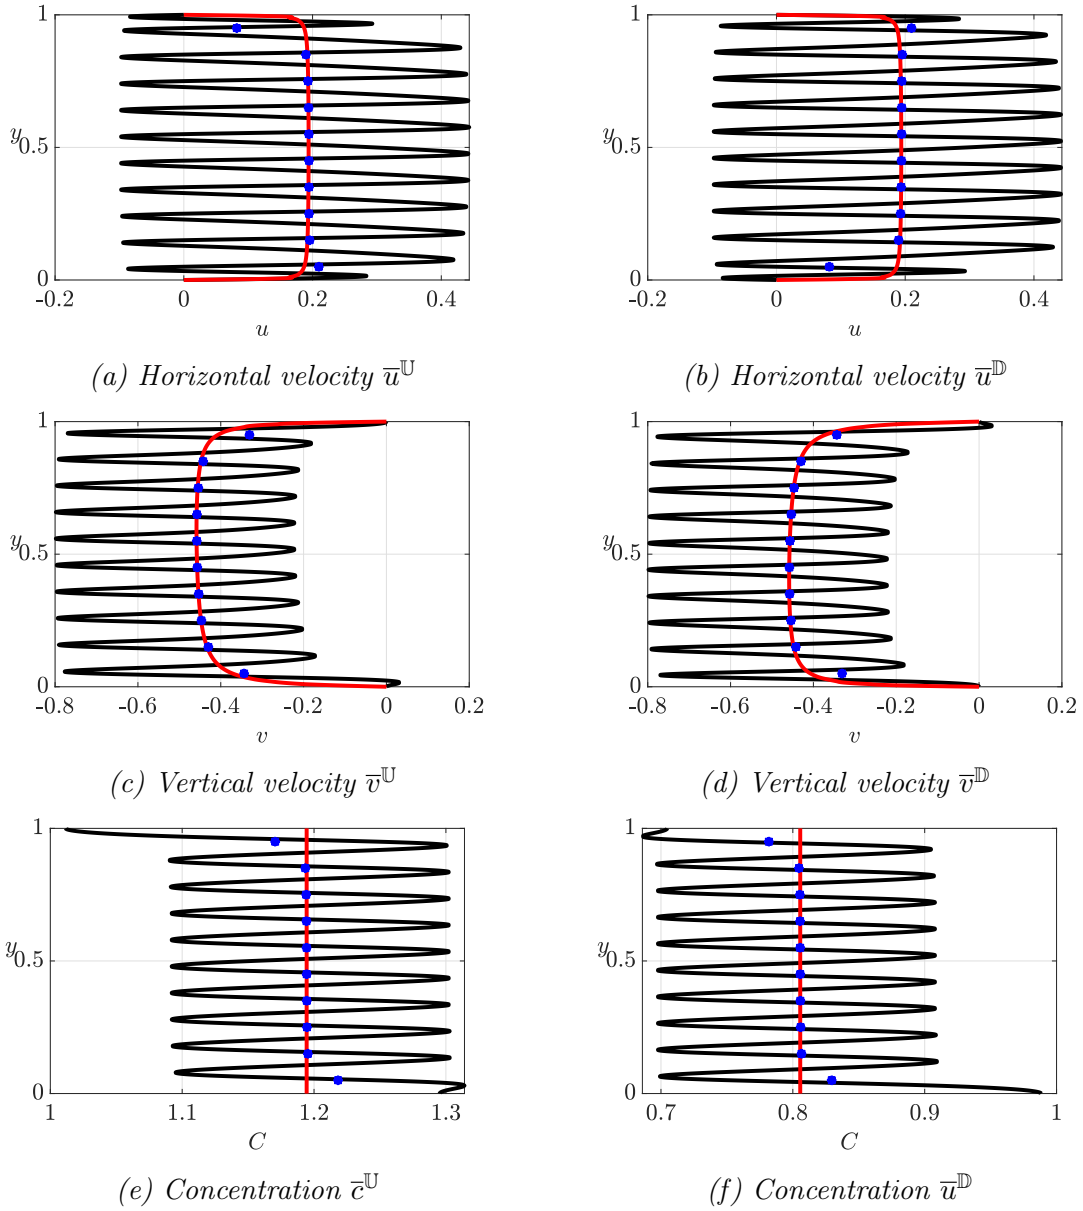 1
y
0.5
0
-0.2 0 0.2 0.4
u
(a) Horizontal velocity u̅^𝕌
1
y
0.5
0
-0.2 0 0.2 0.4
u
(b) Horizontal velocity u̅^𝔻
1
y
0.5
0
-0.8 -0.6 -0.4 -0.2 0 0.2
v
(c) Vertical velocity v̅^𝕌
1
y
0.5
0
-0.8 -0.6 -0.4 -0.2 0 0.2
v
(d) Vertical velocity v̅^𝔻
1
y
0.5
0
1 1.1 1.2 1.3
C
(e) Concentration c̅^𝕌
1
y
0.5
0
0.7 0.8 0.9 1
C
(f) Concentration u̅^𝔻